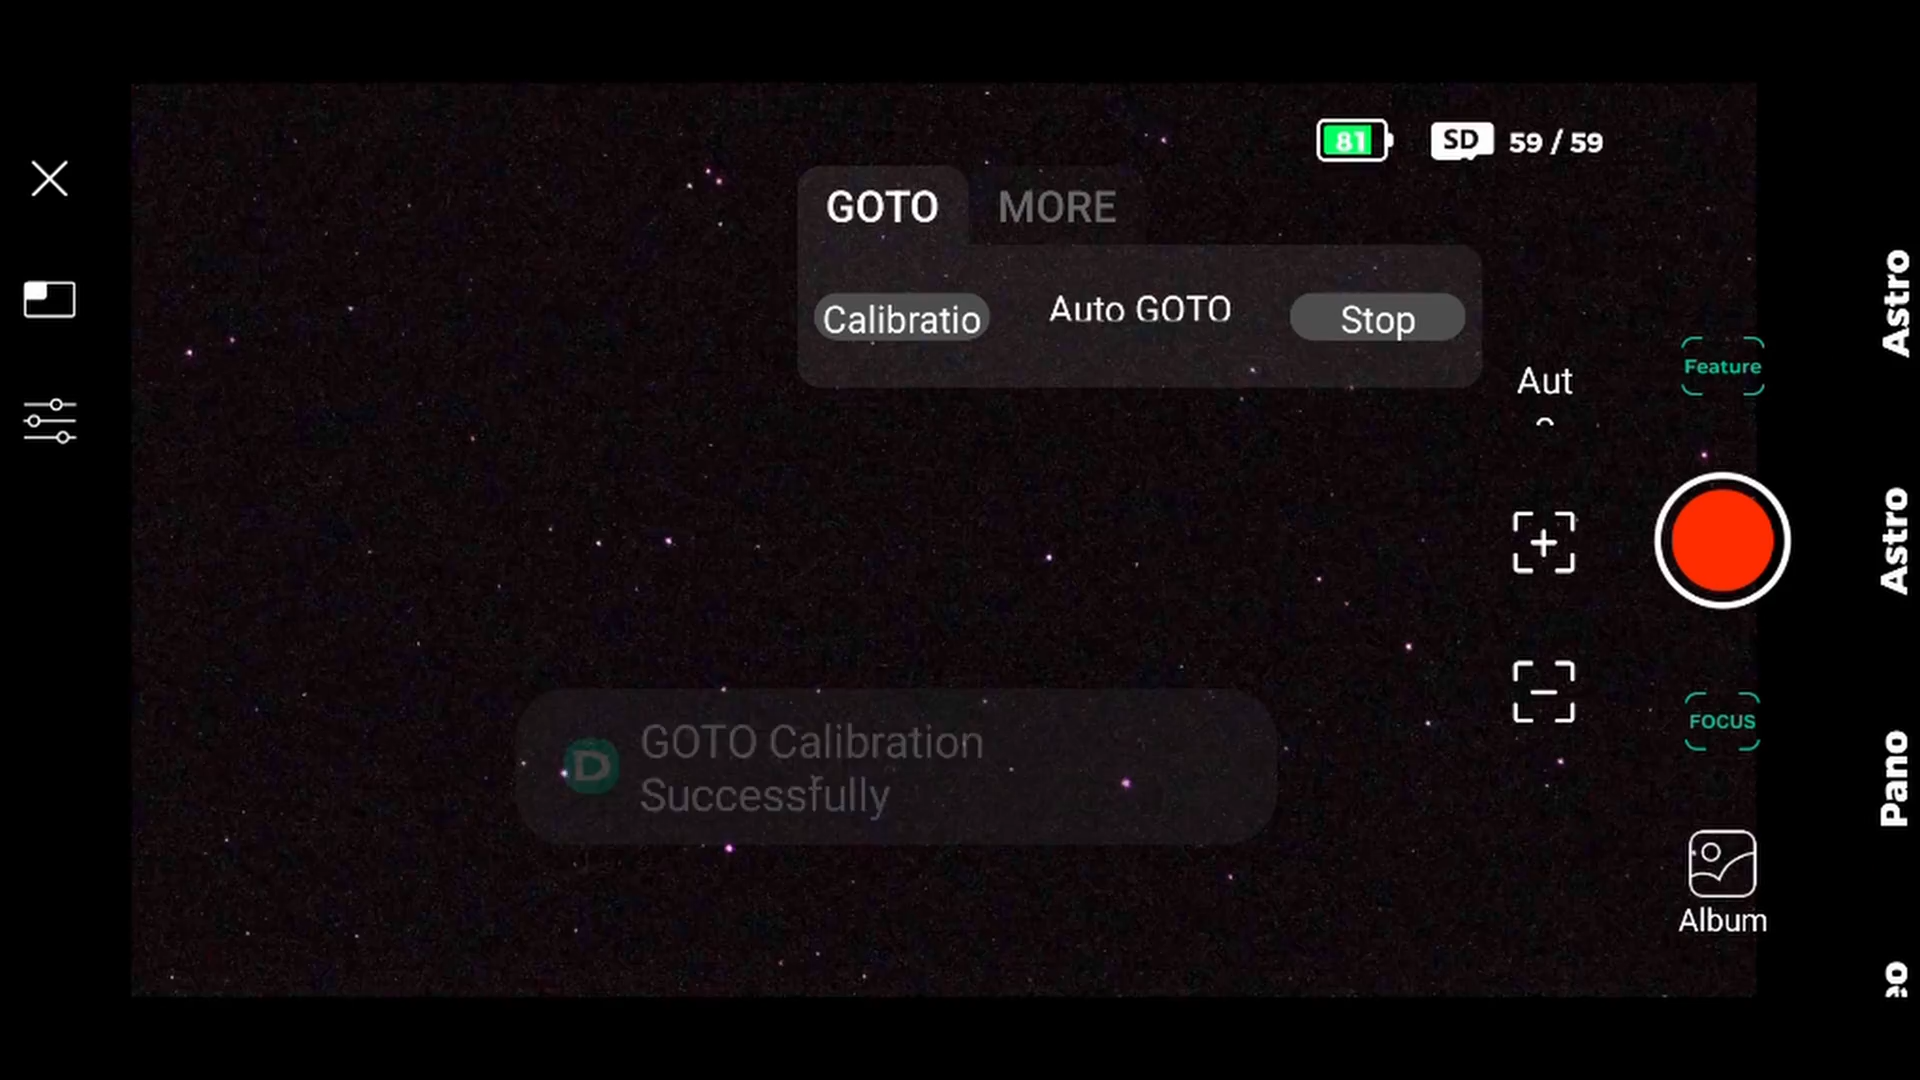 81
SD
59 / 59
GOTO
MORE
Calibratio
Auto GOTO
Stop
Aut
Feature
FOCUS
Album
Astro
Astro
Pano
eo
D
GOTO Calibration
Successfully